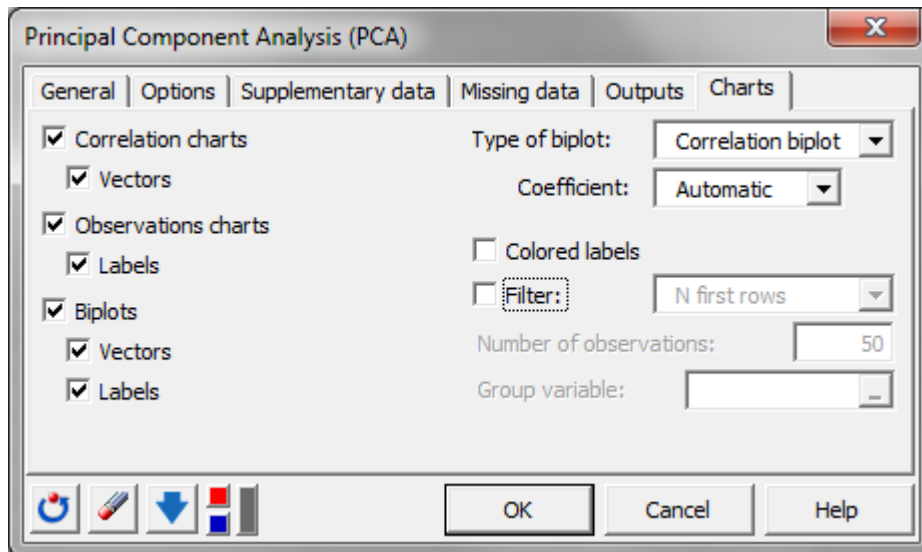 Principal Component Analysis (PCA)
General Options Supplementary data Missing data Outputs Charts
Correlation charts
Vectors
Observations charts
Labels
Biplots
Vectors
Labels
Type of biplot: Correlation biplot
Coefficient: Automatic
Colored labels
Filter: N first rows
Number of observations: 50
Group variable:
OK Cancel Help